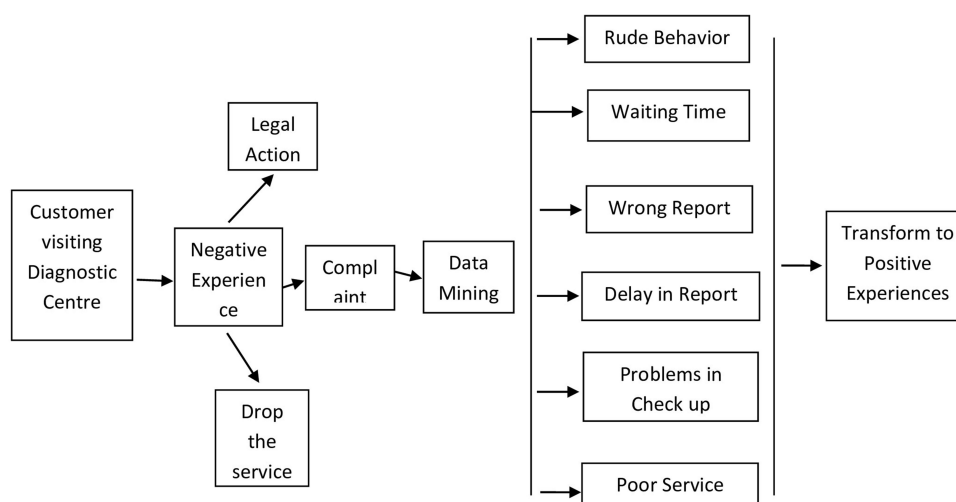 Customer
visiting
Diagnostic
Centre
Negative
Experien
ce
Legal
Action
Drop
the
service
Compl
aint
Data
Mining
Rude Behavior
Waiting Time
Wrong Report
Delay in Report
Problems in
Check up
Poor Service
Transform to
Positive
Experiences